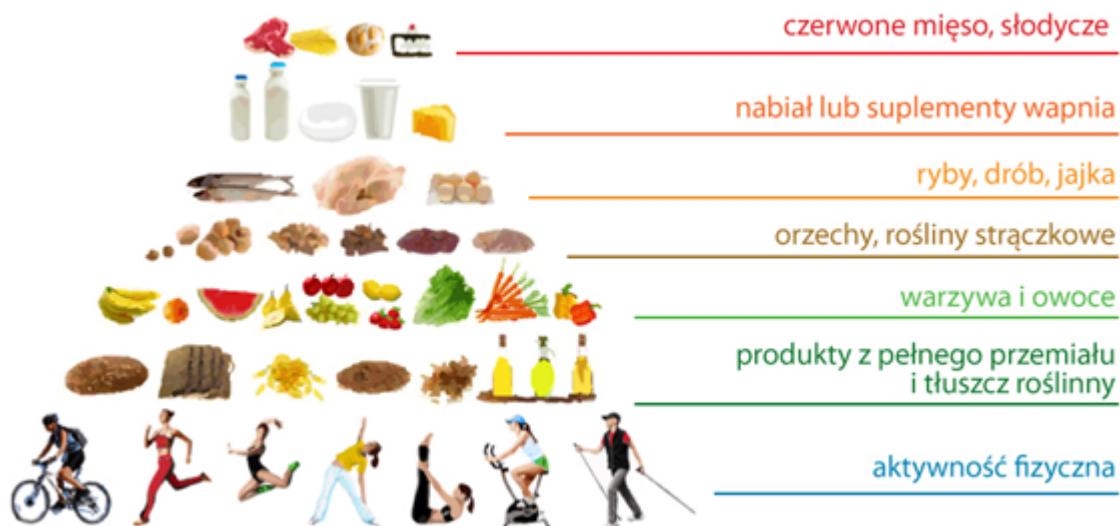 czerwone mięso, słodycze
nabiał lub suplementy wapnia
ryby, drób, jajka
orzechy, rośliny strączkowe
warzywa i owoce
produkty z pełnego przemiału
i tłuszcz roślinny
aktywność fizyczna